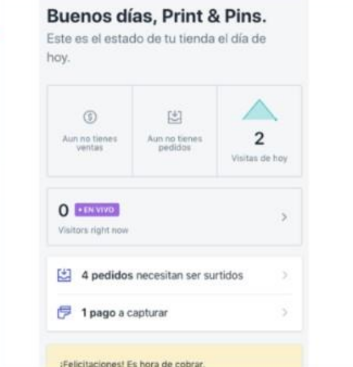 Buenos días, Print & Pins.
Este es el estado de tu tienda el día de
hoy.
Aun no tienes
ventas
Aun no tienes
pedidos
2
Visitas de hoy
0 • EN VIVO
Visitors right now
4 pedidos necesitan ser surtidos
1 pago a capturar
¡Felicitaciones! Es hora de cobrar.